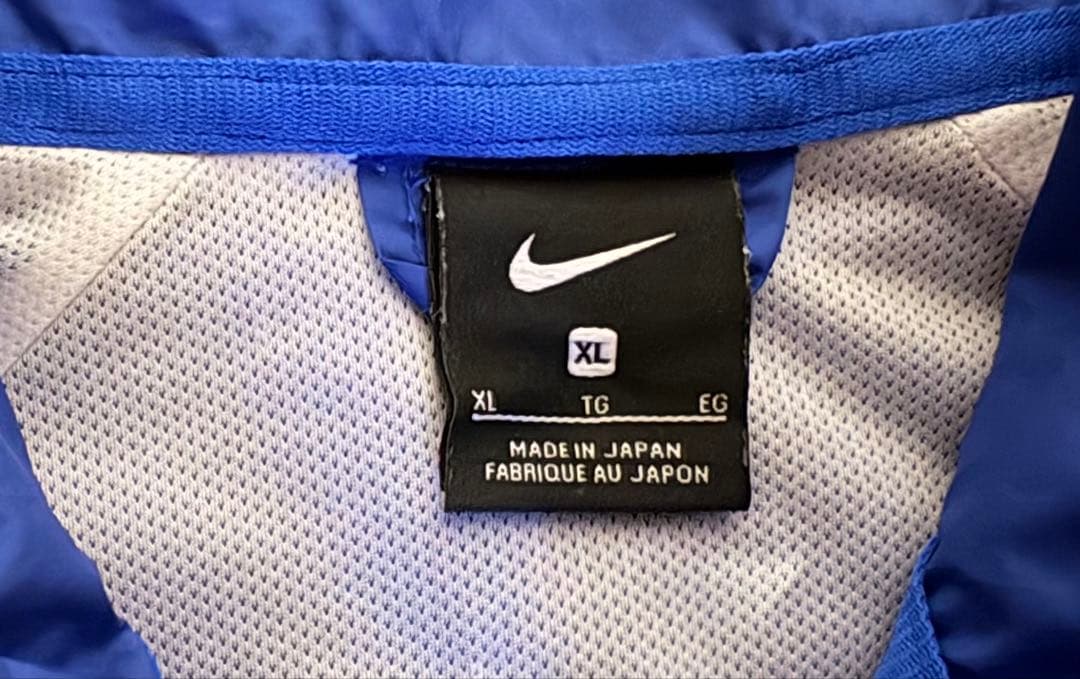 XL
XL TG EG
MADE IN JAPAN
FABRIQUE AU JAPON